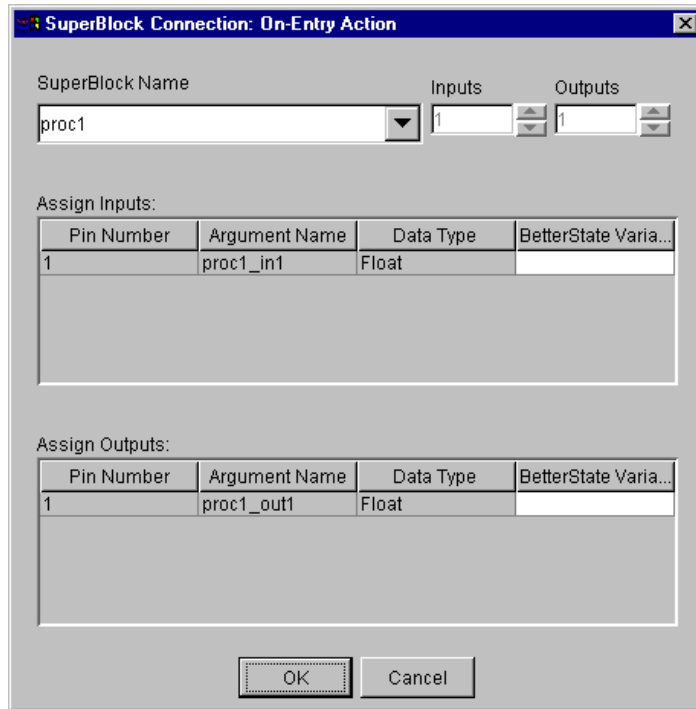 SuperBlock Connection: On-Entry Action
SuperBlock Name Inputs Outputs
proc1 1 1
Assign Inputs:
Pin Number Argument Name Data Type BetterState Varia...
1 proc1_in1 Float
Assign Outputs:
Pin Number Argument Name Data Type BetterState Varia...
1 proc1_out1 Float
OK Cancel